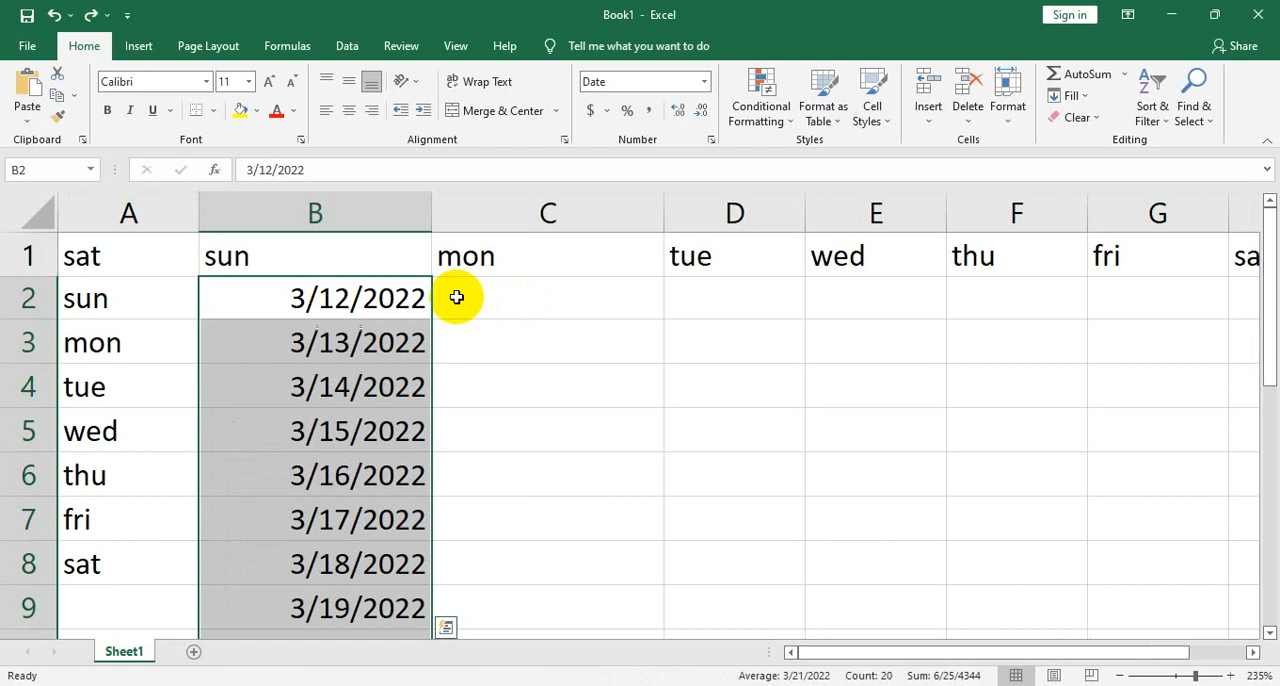 Book1 - Excel
Sign in
File Home Insert Page Layout Formulas Data Review View Help Tell me what you want to do Share
Paste
Clipboard
Calibri 11
B I U A
Font
Wrap Text
Merge & Center
Alignment
Date
$ % ,
Number
Conditional Formatting
Format as Table
Cell Styles
Styles
Insert Delete Format
Cells
AutoSum
Fill
Clear
Sort & Filter
Find & Select
Editing
B2 fx 3/12/2022
A B C D E F G
1 sat sun mon tue wed thu fri sa
2 sun 3/12/2022
3 mon 3/13/2022
4 tue 3/14/2022
5 wed 3/15/2022
6 thu 3/16/2022
7 fri 3/17/2022
8 sat 3/18/2022
9 3/19/2022
Sheet1
Ready Average: 3/21/2022 Count: 20 Sum: 6/25/4344 235%